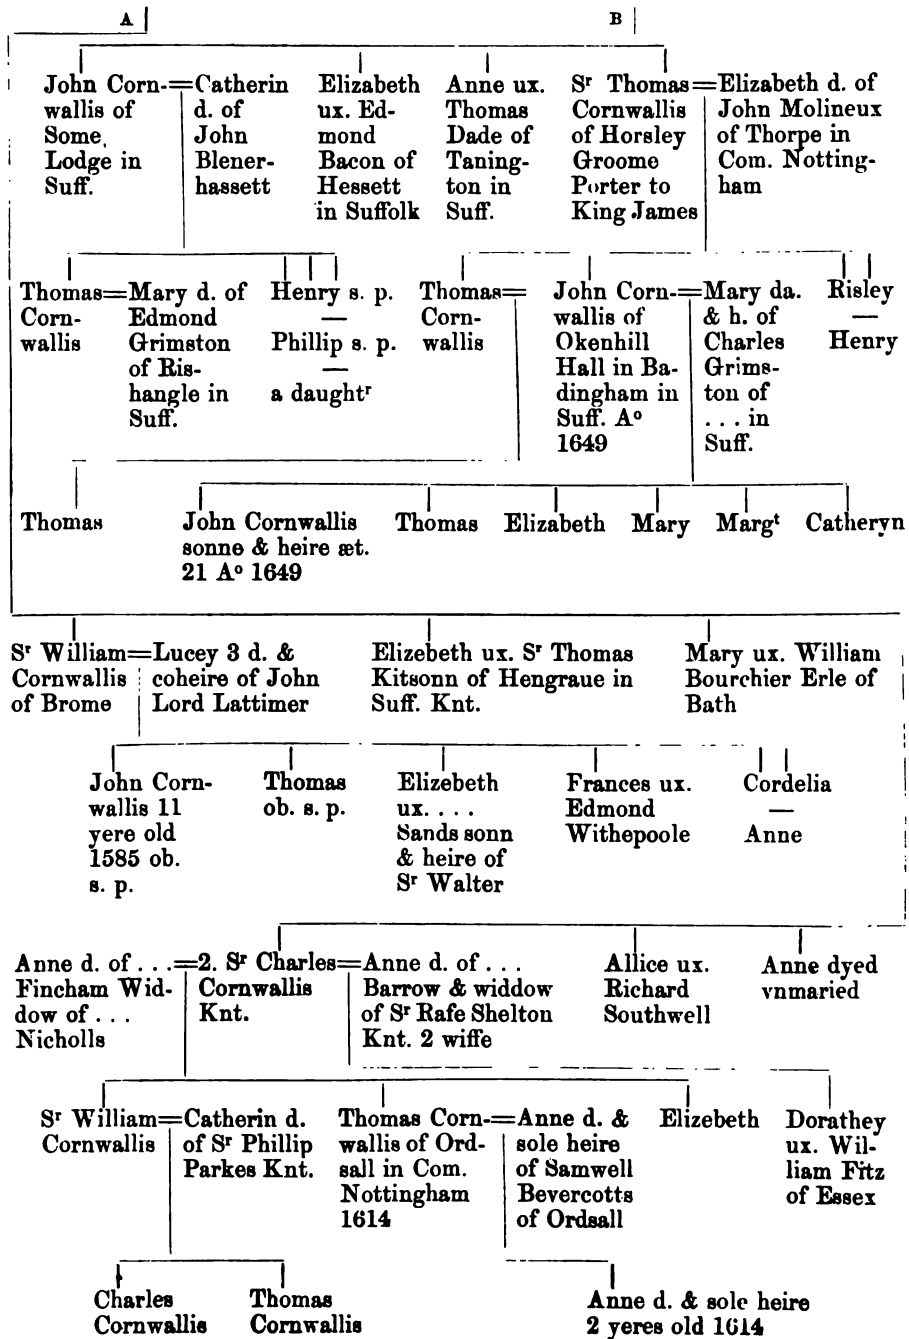 A
B
John Corn-
wallis of
Some
Lodge in
Suff.
=
Catherin
d. of
John
Blener-
hassett
Elizabeth
ux. Ed-
mond
Bacon of
Hessett
in Suffolk
Anne ux.
Thomas
Dade of
Taning-
ton in
Suff.
Sr Thomas
Cornwallis
of Horsley
Groome
Porter to
King James
=
Elizabeth d. of
John Molineux
of Thorpe in
Com. Notting-
ham
Thomas
Corn-
wallis
=
Mary d. of
Edmond
Grimston
of Ris-
hangle in
Suff.
Henry s. p.
—
Phillip s. p.
—
a daughtr
Thomas=
Corn-
wallis
John Corn-
wallis of
Okenhill
Hall in Ba-
dingham in
Suff. Ao
1649
=
Mary da.
& h. of
Charles
Grims-
ton of
... in
Suff.
Risley
—
Henry
Thomas
John Cornwallis
sonne & heire æt.
21 Ao 1649
Thomas
Elizabeth
Mary
Margt
Catheryn
Sr William
Cornwallis
of Brome
=
Lucey 3 d. &
coheire of John
Lord Lattimer
Elizebeth ux. Sr Thomas
Kitsonn of Hengraue in
Suff. Knt.
Mary ux. William
Bourchier Erle of
Bath
John Corn-
wallis 11
yere old
1585 ob.
s. p.
Thomas
ob. s. p.
Elizebeth
ux. . . .
Sands sonn
& heire of
Sr Walter
Frances ux.
Edmond
Withepoole
Cordelia
—
Anne
Anne d. of . . .
Fincham Wid-
dow of . . .
Nicholls
=
2. Sr Charles
Cornwallis
Knt.
=
Anne d. of . . .
Barrow & widdow
of Sr Rafe Shelton
Knt. 2 wiffe
Allice ux.
Richard
Southwell
Anne dyed
vnmaried
Sr William
Cornwallis
=
Catherin d.
of Sr Phillip
Parkes Knt.
Thomas Corn-
wallis of Ord-
sall in Com.
Nottingham
1614
=
Anne d. &
sole heire
of Samwell
Bevercotts
of Ordsall
Elizebeth
Dorathey
ux. Wil-
liam Fitz
of Essex
Charles
Cornwallis
Thomas
Cornwallis
Anne d. & sole heire
2 yeres old 1614